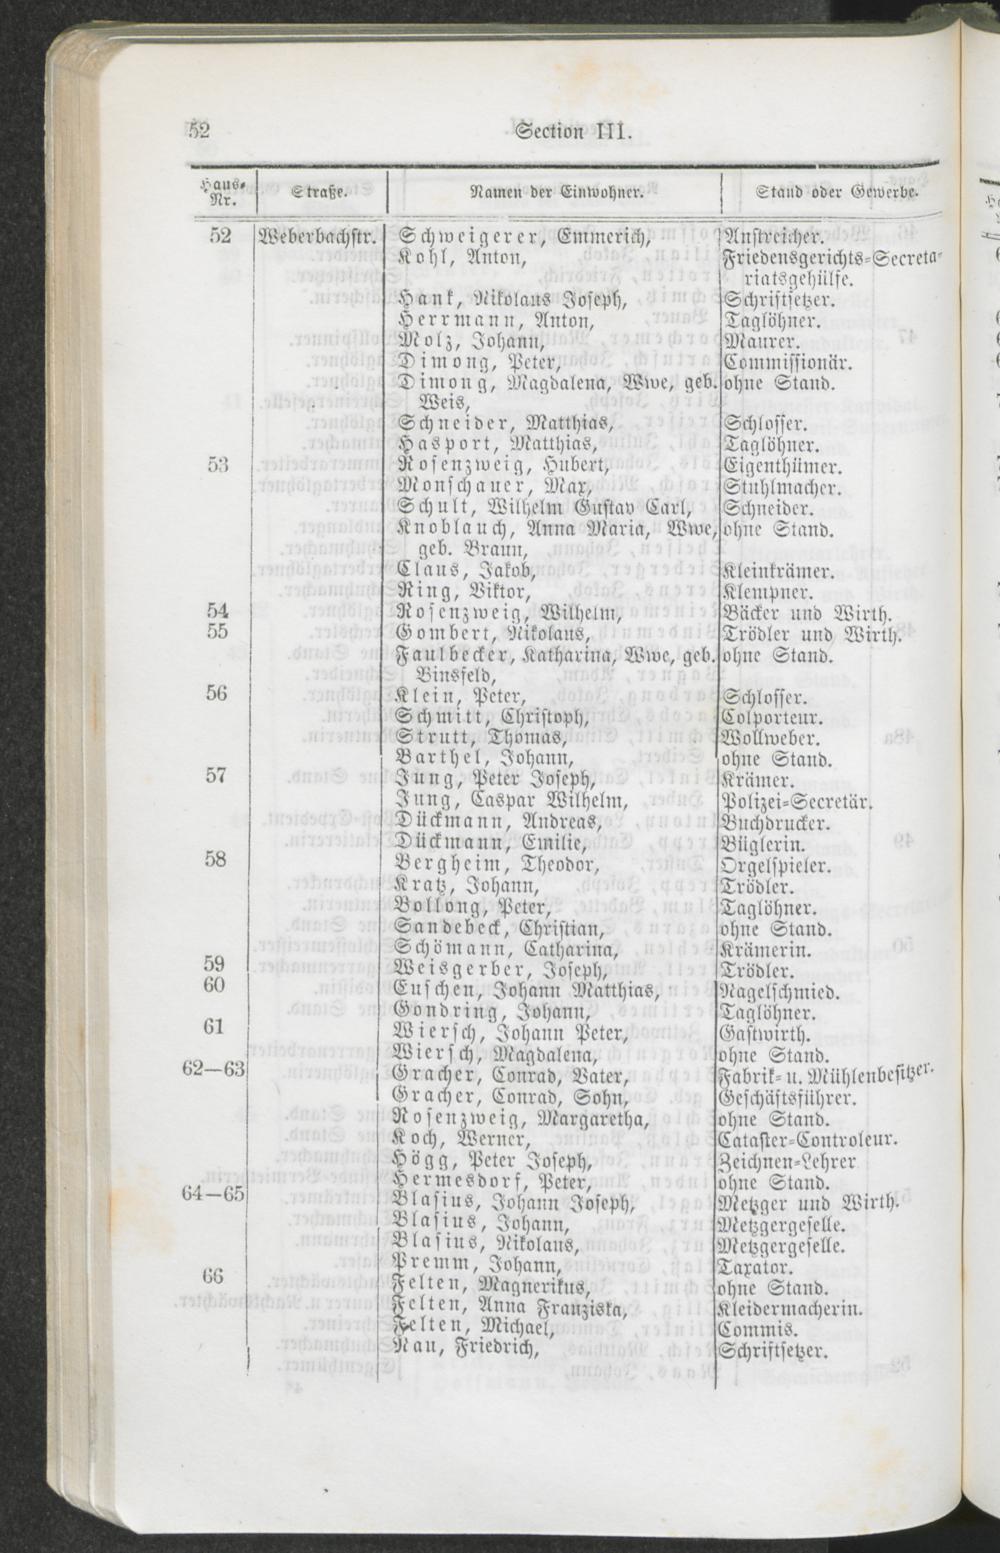 52 Section III.
Haus-Nr. Straße. Namen der Einwohner. Stand oder Gewerbe.
52 Weberbachstr. Schweigerer, Emmerich, Anstreicher.
Kohl, Anton, Friedensgerichts-Secreta-
riatsgehülfe.
Hank, Nikolaus Joseph, Schriftsetzer.
Herrmann, Anton, Taglöhner.
Molz, Johann, Maurer.
Dimong, Peter, Commissionär.
Dimong, Magdalena, Wwe, geb. ohne Stand.
Weis,
Schneider, Matthias, Schlosser.
Hasport, Matthias, Taglöhner.
53 Rosenzweig, Hubert, Eigenthümer.
Monschauer, Max, Stuhlmacher.
Schult, Wilhelm Gustav Carl, Schneider.
Knoblauch, Anna Maria, Wwe, ohne Stand.
geb. Braun,
Claus, Jakob, Kleinkrämer.
Ring, Viktor, Klempner.
54 Rosenzweig, Wilhelm, Bäcker und Wirth.
55 Gombert, Nikolaus, Trödler und Wirth.
Faulbecker, Katharina, Wwe, geb. ohne Stand.
Binsfeld,
56 Klein, Peter, Schlosser.
Schmitt, Christoph, Colporteur.
Strutt, Thomas, Wollweber.
Barthel, Johann, ohne Stand.
57 Jung, Peter Joseph, Krämer.
Jung, Caspar Wilhelm, Polizei-Secretär.
Dückmann, Andreas, Buchdrucker.
Dückmann, Emilie, Büglerin.
58 Bergheim, Theodor, Orgelspieler.
Kratz, Johann, Trödler.
Bollong, Peter, Taglöhner.
Sandebeck, Christian, ohne Stand.
Schömann, Catharina, Krämerin.
59 Weisgerber, Joseph, Trödler.
60 Euschen, Johann Matthias, Nagelschmied.
Gondring, Johann, Taglöhner.
61 Wiersch, Johann Peter, Gastwirth.
Wiersch, Magdalena, ohne Stand.
62—63 Gracher, Conrad, Vater, Fabrik- u. Mühlenbesitzer.
Gracher, Conrad, Sohn, Geschäftsführer.
Rosenzweig, Margaretha, ohne Stand.
Koch, Werner, Cataster-Controleur.
Högg, Peter Joseph, Zeichnen-Lehrer
Hermesdorf, Peter, ohne Stand.
64—65 Blasius, Johann Joseph, Metzger und Wirth.
Blasius, Johann, Metzgergeselle.
Blasius, Nikolaus, Metzgergeselle.
Premm, Johann, Taxator.
66 Felten, Magnerikus, ohne Stand.
Felten, Anna Franziska, Kleidermacherin.
Felten, Michael, Commis.
Nau, Friedrich, Schriftsetzer.